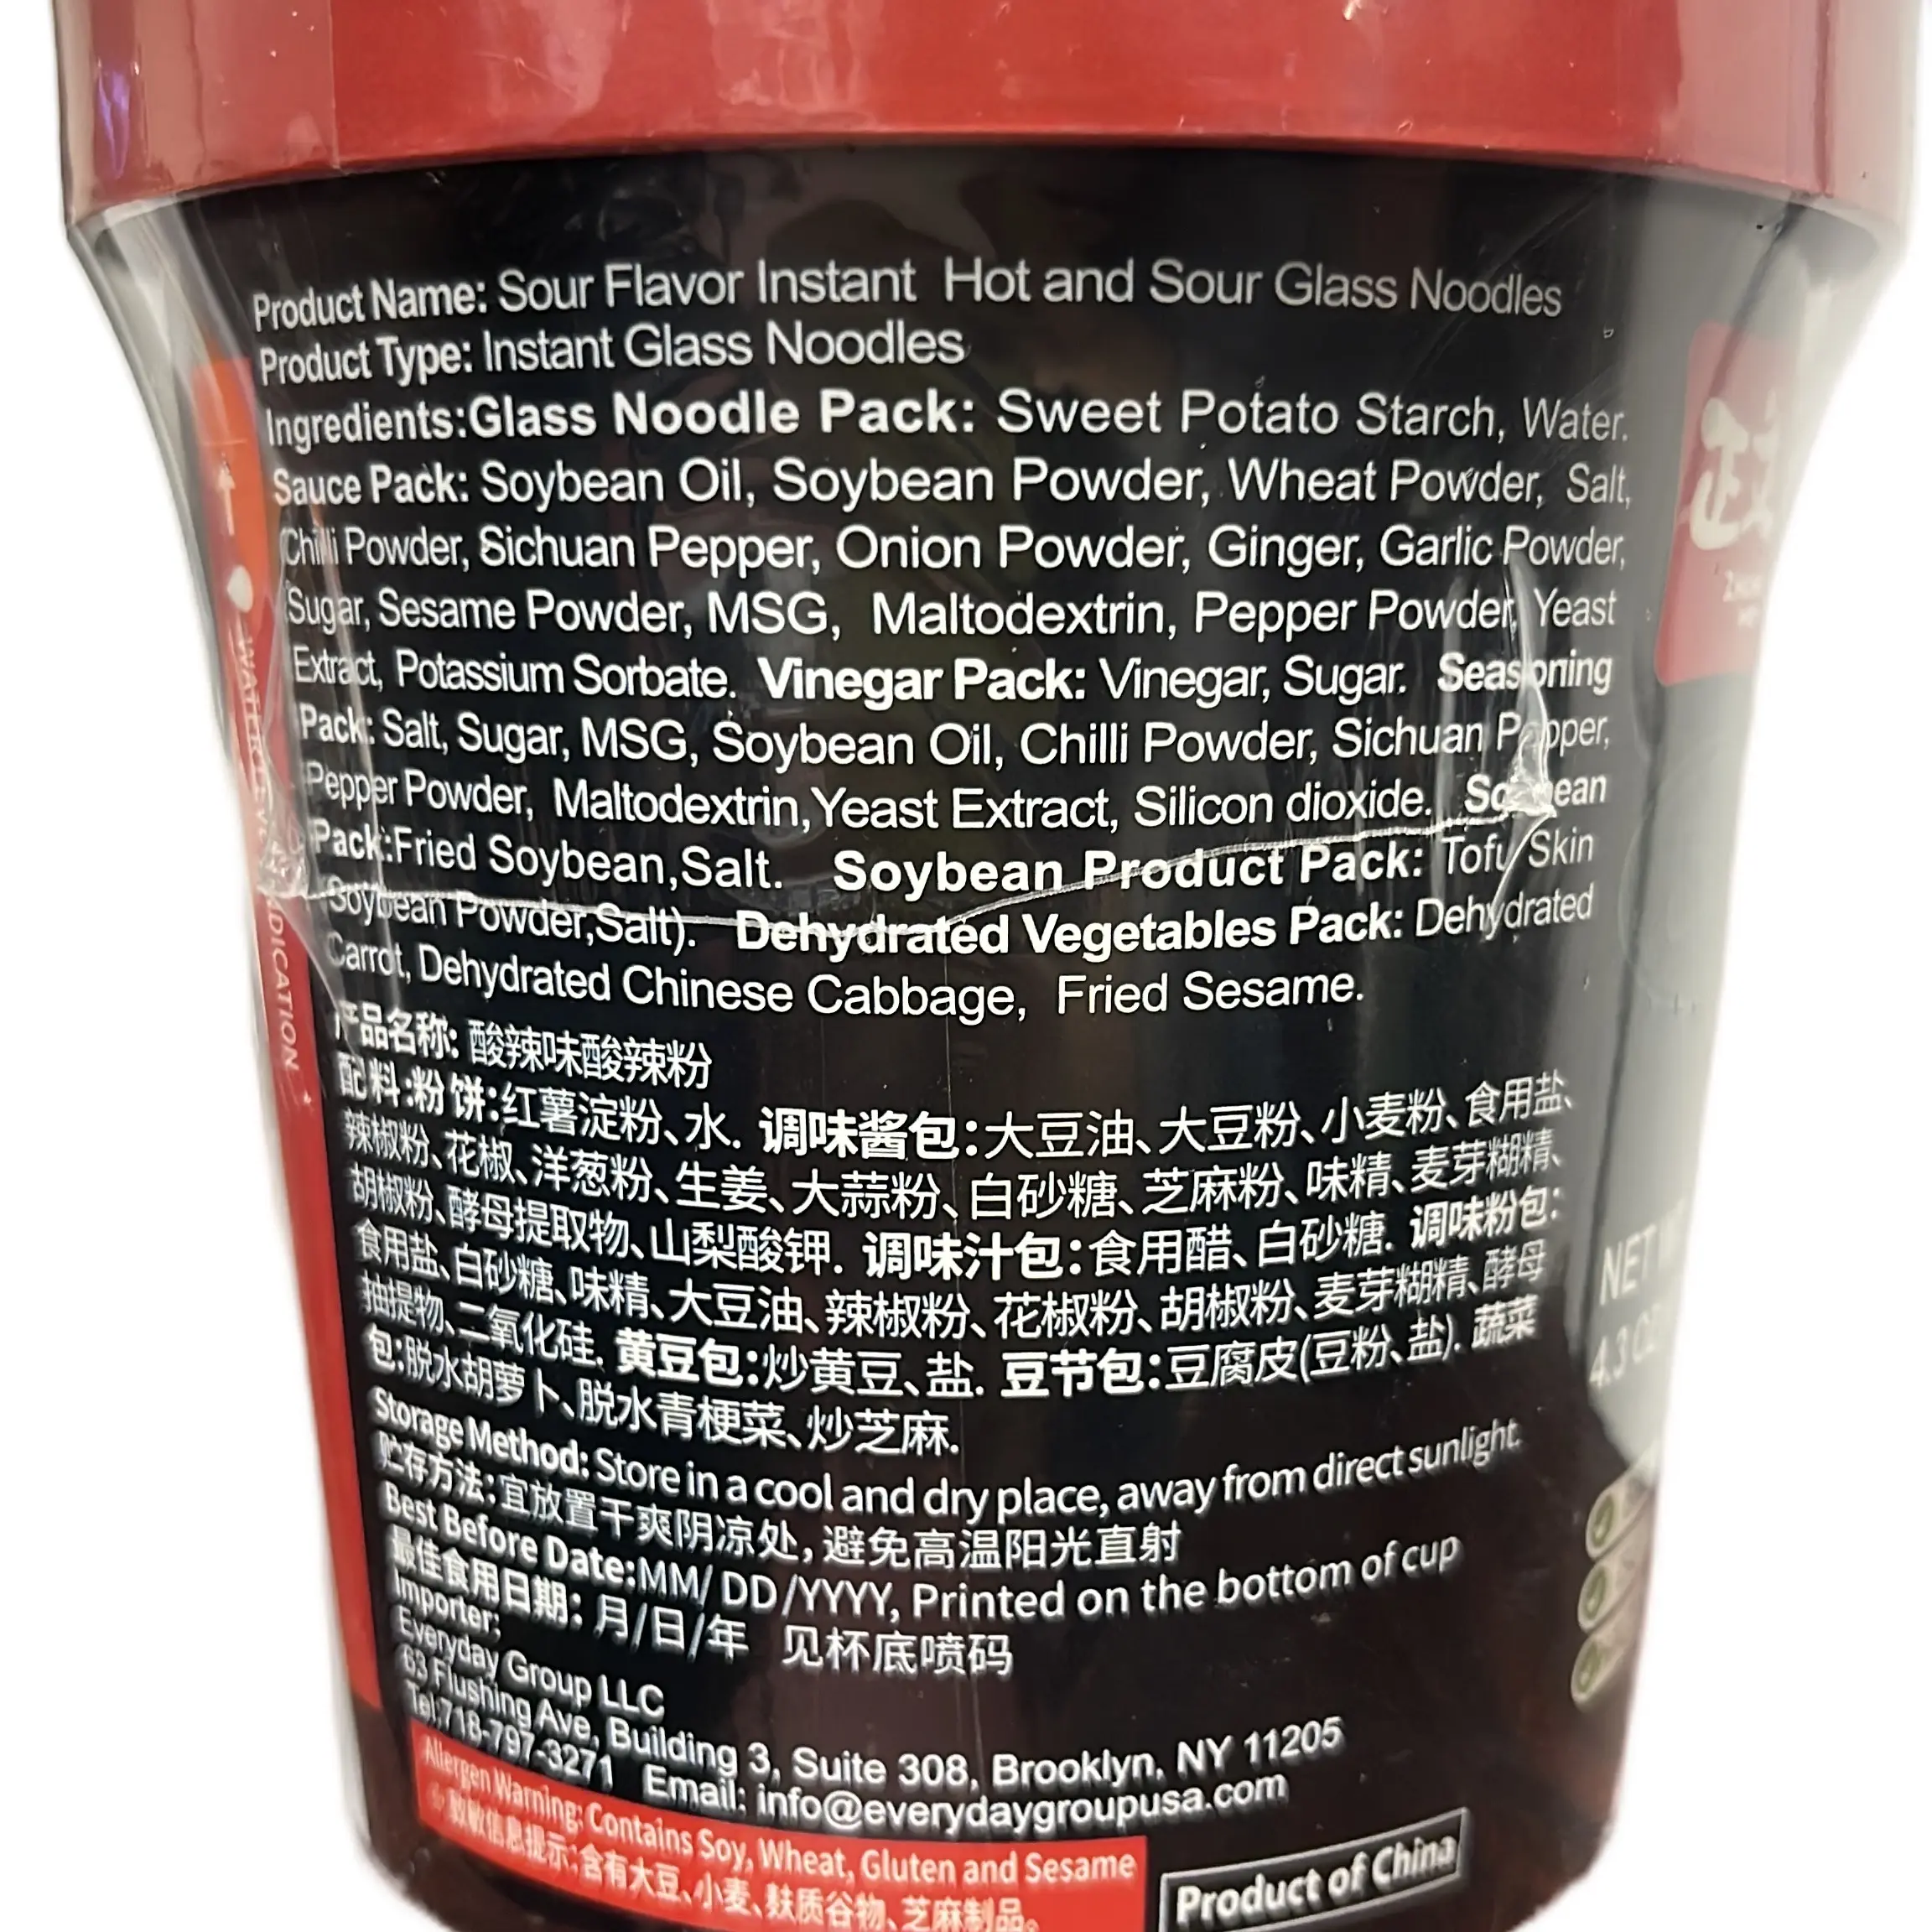 Product Name: Sour Flavor Instant Hot and Sour Glass Noodles
Product Type: Instant Glass Noodles
Ingredients:Glass Noodle Pack: Sweet Potato Starch, Water.
Sauce Pack: Soybean Oil, Soybean Powder, Wheat Powder, Salt,
Chilli Powder, Sichuan Pepper, Onion Powder, Ginger, Garlic Powder,
Sugar, Sesame Powder, MSG, Maltodextrin, Pepper Powder, Yeast
Extract, Potassium Sorbate. Vinegar Pack: Vinegar, Sugar. Seasoning
Pack: Salt, Sugar, MSG, Soybean Oil, Chilli Powder, Sichuan Pepper,
Pepper Powder, Maltodextrin,Yeast Extract, Silicon dioxide. Soybean
Pack:Fried Soybean,Salt. Soybean Product Pack: Tofu Skin
Soybean Powder,Salt). Dehydrated Vegetables Pack: Dehydrated
Carrot, Dehydrated Chinese Cabbage, Fried Sesame.
产品名称: 酸辣味酸辣粉
配料:粉饼:红薯淀粉、水. 调味酱包:大豆油、大豆粉、小麦粉、食用盐、
辣椒粉、花椒、洋葱粉、生姜、大蒜粉、白砂糖、芝麻粉、味精、麦芽糊精、
胡椒粉、酵母提取物、山梨酸钾. 调味汁包:食用醋、白砂糖. 调味粉包:
食用盐、白砂糖、味精、大豆油、辣椒粉、花椒粉、胡椒粉、麦芽糊精、酵母
抽提物、二氧化硅. 黄豆包:炒黄豆、盐. 豆节包:豆腐皮(豆粉、盐). 蔬菜
包:脱水胡萝卜、脱水青梗菜、炒芝麻.
Storage Method: Store in a cool and dry place, away from direct sunlight.
贮存方法:宜放置干爽阴凉处, 避免高温阳光直射
Best Before Date:MM/ DD /YYYY, Printed on the bottom of cup
最佳食用日期: 月/日/年 见杯底喷码
Importer:
Everyday Group LLC
63 Flushing Ave, Building 3, Suite 308, Brooklyn, NY 11205
Tel:718-797-3271 Email: info@everydaygroupusa.com
Allergen Warning: Contains Soy, Wheat, Gluten and Sesame
致敏信息提示:含有大豆、小麦、麸质谷物、芝麻制品。
Product of China
NET
4.3 OZ